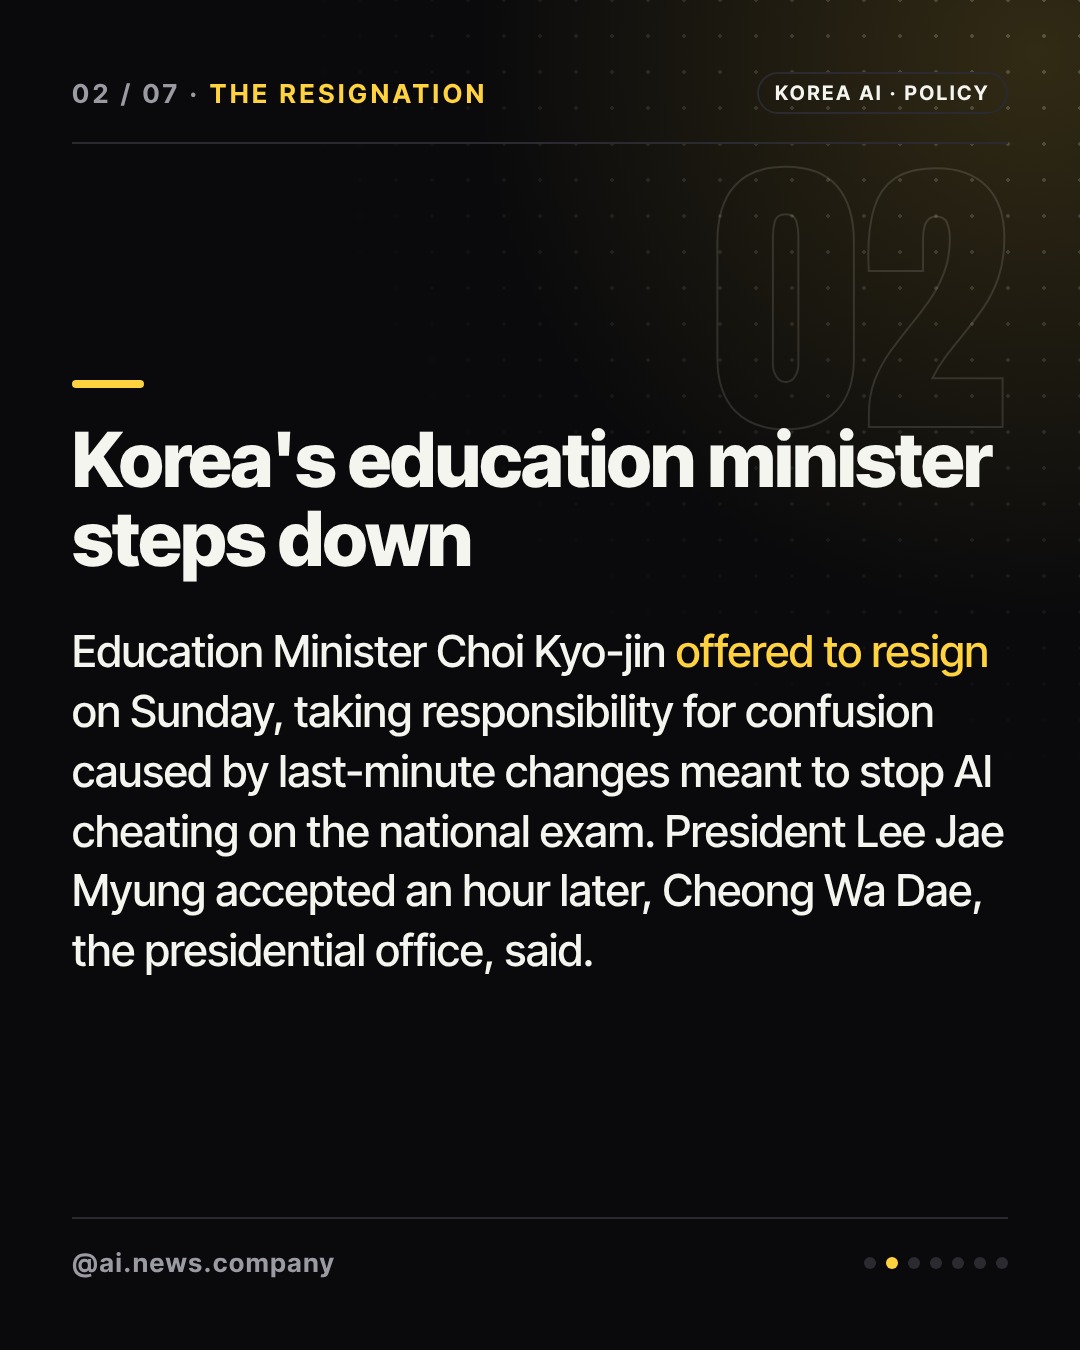 02 / 07 · THE RESIGNATION
KOREA AI · POLICY
02
Korea's education minister
steps down
Education Minister Choi Kyo-jin offered to resign
on Sunday, taking responsibility for confusion
caused by last-minute changes meant to stop AI
cheating on the national exam. President Lee Jae
Myung accepted an hour later, Cheong Wa Dae,
the presidential office, said.
@ai.news.company